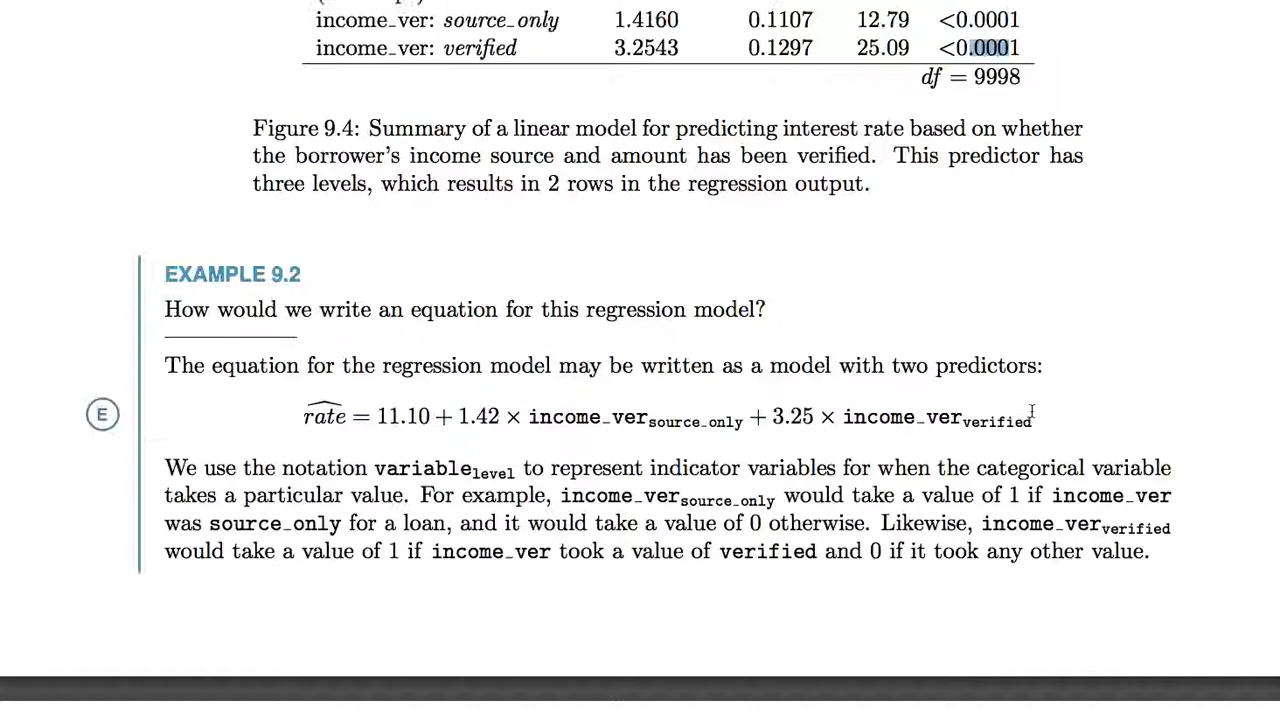 income_ver: source_only 1.4160 0.1107 12.79 <0.0001
income_ver: verified 3.2543 0.1297 25.09 <0.0001
df = 9998
Figure 9.4: Summary of a linear model for predicting interest rate based on whether
the borrower's income source and amount has been verified. This predictor has
three levels, which results in 2 rows in the regression output.
EXAMPLE 9.2
How would we write an equation for this regression model?
The equation for the regression model may be written as a model with two predictors:
E
r̂ate = 11.10 + 1.42 × income_ver_source_only + 3.25 × income_ver_verified
We use the notation variable_level to represent indicator variables for when the categorical variable
takes a particular value. For example, income_ver_source_only would take a value of 1 if income_ver
was source_only for a loan, and it would take a value of 0 otherwise. Likewise, income_ver_verified
would take a value of 1 if income_ver took a value of verified and 0 if it took any other value.